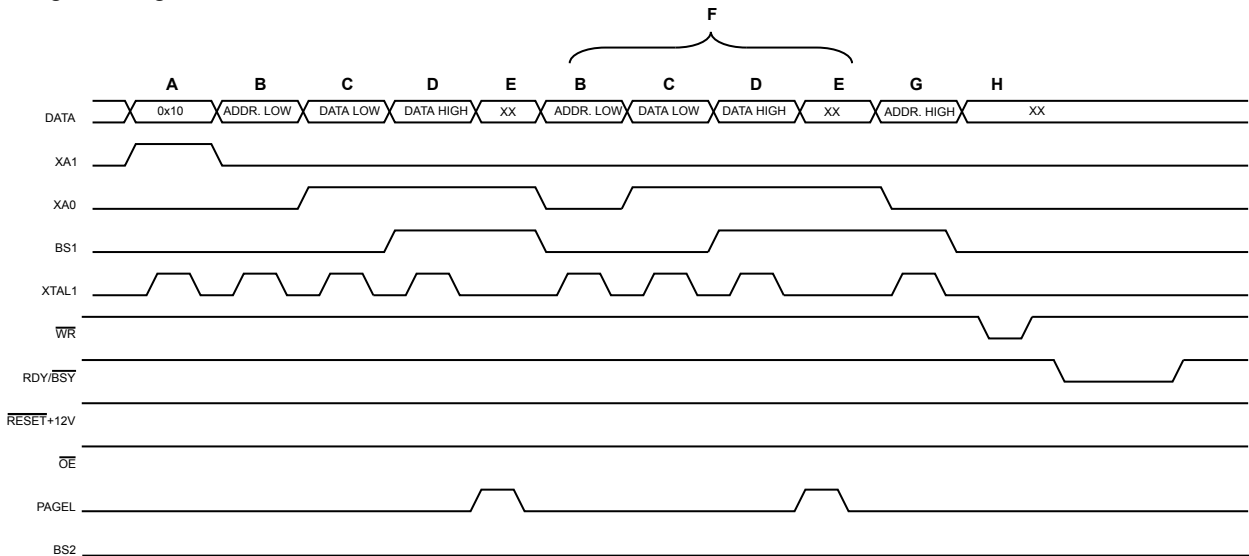 F
A B C D E B C D E G H
DATA 0x10 ADDR. LOW DATA LOW DATA HIGH XX ADDR. LOW DATA LOW DATA HIGH XX ADDR. HIGH XX
XA1
XA0
BS1
XTAL1
WR
RDY/BSY
RESET+12V
OE
PAGEL
BS2